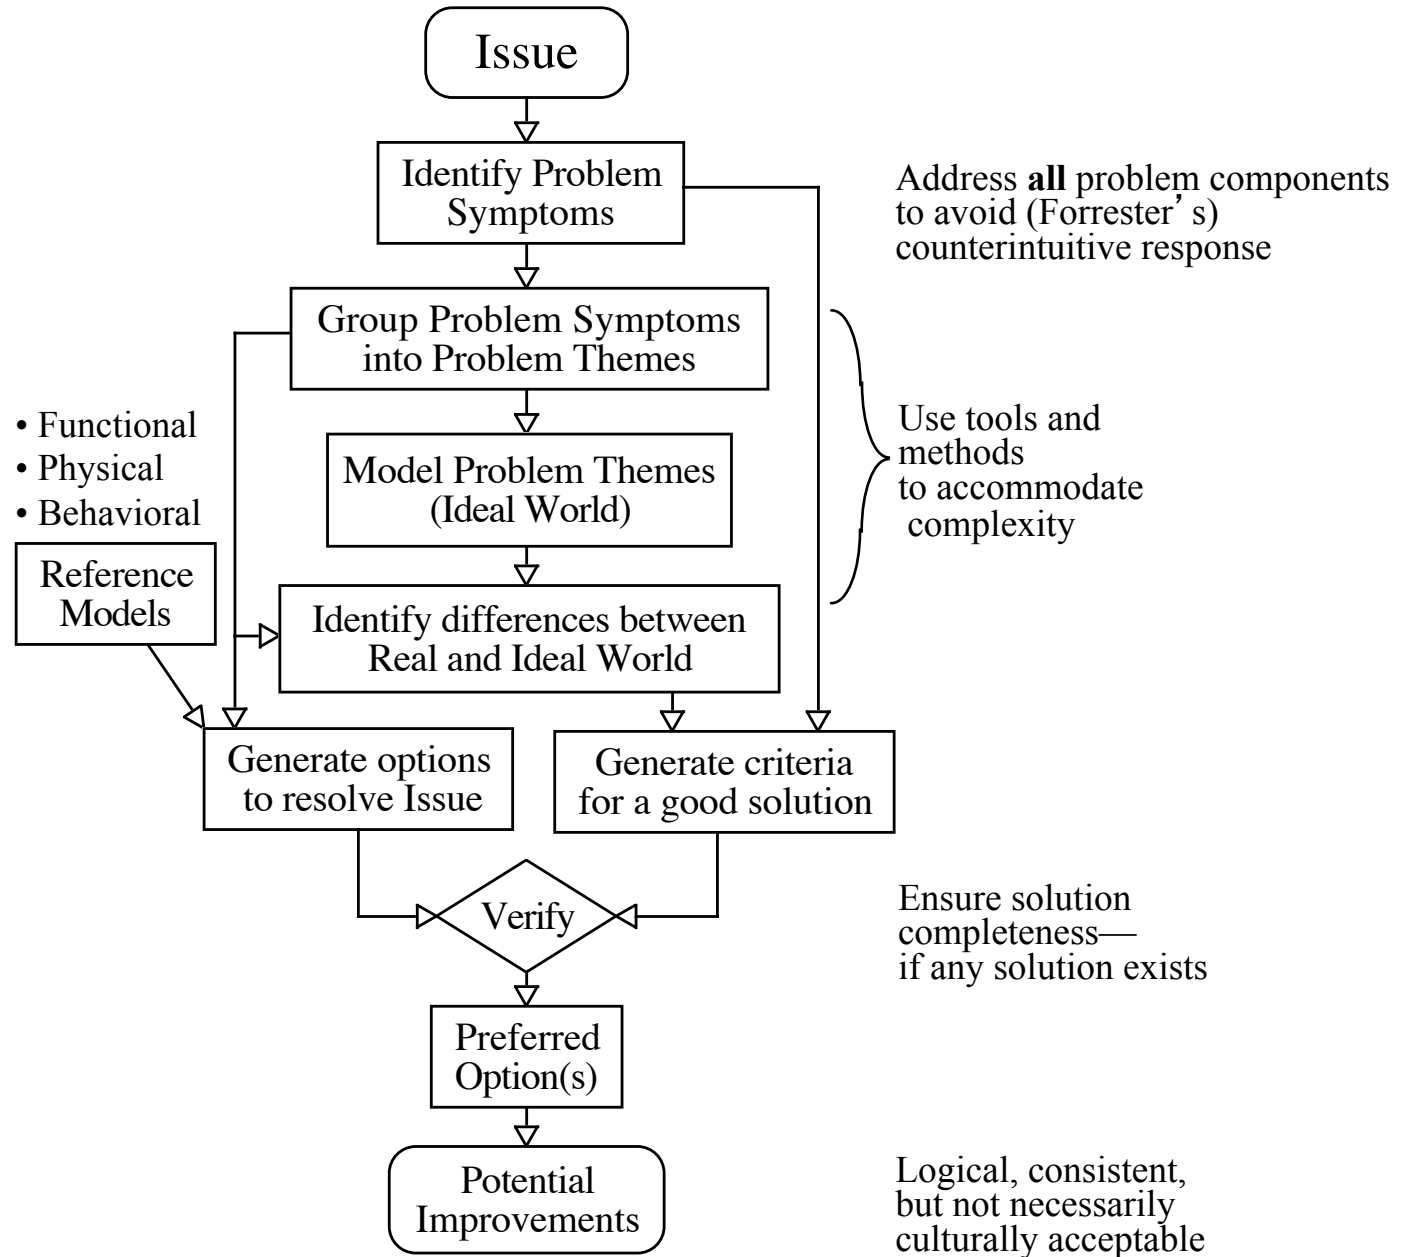 Issue
Identify Problem
Symptoms
Address all problem components
to avoid (Forrester’s)
counterintuitive response
Group Problem Symptoms
into Problem Themes
• Functional
• Physical
• Behavioral
Model Problem Themes
(Ideal World)
Use tools and
methods
to accommodate
complexity
Reference
Models
Identify differences between
Real and Ideal World
Generate options
to resolve Issue
Generate criteria
for a good solution
Verify
Ensure solution
completeness—
if any solution exists
Preferred
Option(s)
Potential
Improvements
Logical, consistent,
but not necessarily
culturally acceptable